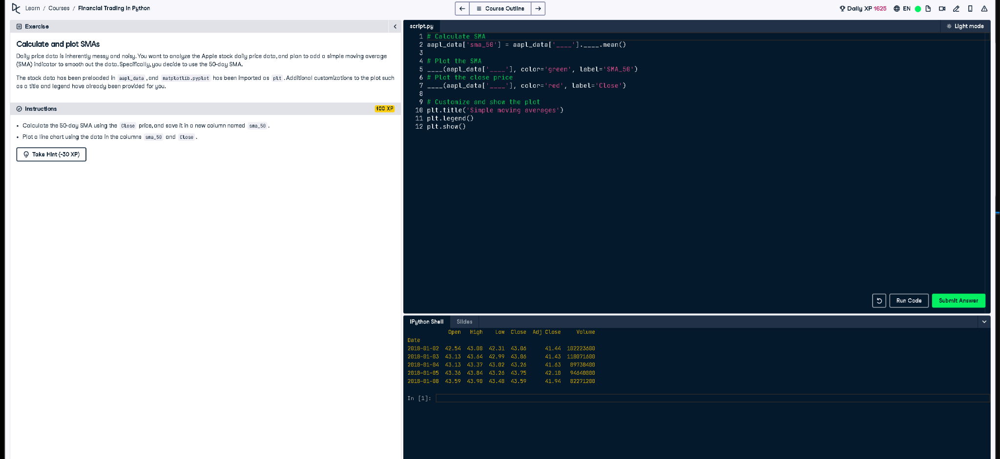 Learn / Courses / Financial Trading in Python
Course Outline
Daily XP 1625
EN
Exercise
Calculate and plot SMAs
Daily price data is inherently messy and noisy. You want to analyze the Apple stock daily price data, and plan to add a simple moving average
(SMA) indicator to smooth out the data. Specifically, you decide to use the 50-day SMA.
The stock data has been preloaded in aapl_data, and matplotlib.pyplot has been imported as plt. Additional customizations to the plot such
as a title and legend have already been provided for you.
Instructions
100 XP
• Calculate the 50-day SMA using the Close price, and save it in a new column named sma_50.
• Plot a line chart using the data in the columns sma_50 and Close.
Take Hint (-30 XP)
script.py
Light mode
1 # Calculate SMA
2 aapl_data['sma_50'] = aapl_data['____'].____.mean()
3
4 # Plot the SMA
5 ____(aapl_data['____'], color='green', label='SMA_50')
6 # Plot the close price
7 ____(aapl_data['____'], color='red', label='Close')
8
9 # Customize and show the plot
10 plt.title('Simple moving averages')
11 plt.legend()
12 plt.show()
Run Code
Submit Answer
IPython Shell
Slides
Open High Low Close Adj Close Volume
Date
2018-01-02 42.54 43.08 42.31 43.06 41.44 102223600
2018-01-03 43.13 43.64 42.99 43.06 41.43 118071600
2018-01-04 43.13 43.37 43.02 43.26 41.63 89738400
2018-01-05 43.36 43.84 43.26 43.75 42.10 94640000
2018-01-08 43.59 43.90 43.48 43.59 41.94 82271200
In [1]: